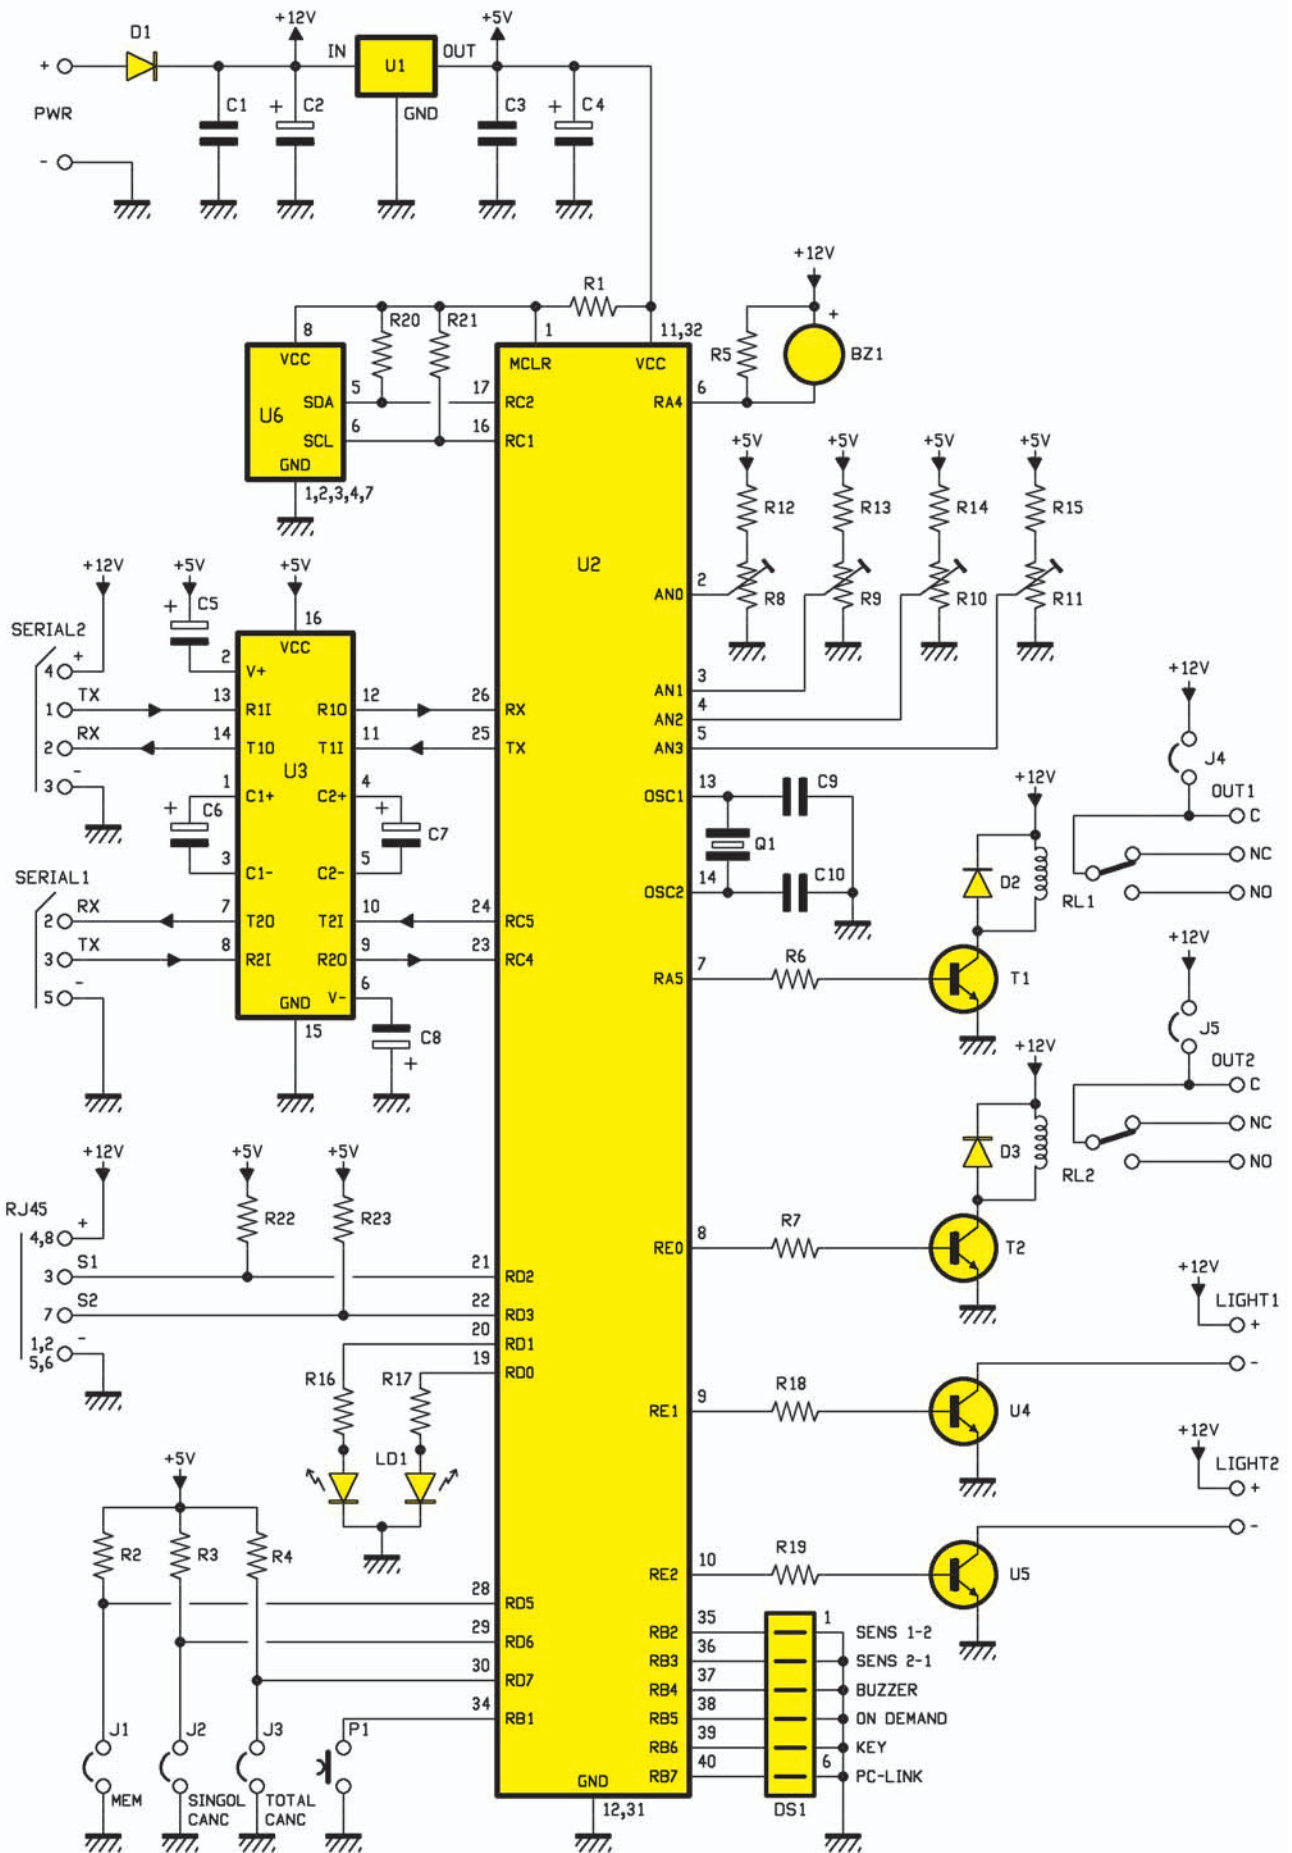 +12V
+5V
D1
IN
OUT
+
U1
C1
+
C2
C3
+
C4
PWR
GND
-
+12V
R1
R20
R21
+
8
1
11,32
R5
BZ1
VCC
MCLR
VCC
5
17
6
SDA
RC2
RA4
U6
6
16
SCL
RC1
+5V
+5V
+5V
+5V
GND
1,2,3,4,7
R12
R13
R14
R15
U2
+12V
+5V
+5V
2
AN0
R8
R9
R10
R11
+
C5
16
SERIAL2
VCC
+
4
2
V+
3
AN1
TX
1
13
R1I
12
R1O
26
RX
4
AN2
RX
2
14
T1O
11
T1I
25
TX
5
AN3
+12V
U3
J4
-
3
1
C1+
4
C2+
13
OSC1
C9
+12V
OUT1
C
+
C6
+
C7
Q1
NC
3
C1-
5
C2-
14
OSC2
C10
D2
RL1
NO
SERIAL1
RX
2
7
T2O
10
T2I
24
RC5
+12V
TX
3
8
R2I
9
R2O
23
RC4
7
RA5
R6
T1
-
5
GND
V-
6
15
C8
+
J5
+12V
OUT2
C
NC
D3
RL2
NO
+12V
+5V
+5V
RJ45
+
4,8
R22
R23
R7
8
RE0
T2
S1
3
21
RD2
+12V
S2
7
22
RD3
LIGHT1
+
1,2
5,6
-
20
RD1
19
RD0
-
R16
R17
R18
9
RE1
U4
+12V
+5V
LD1
LIGHT2
+
-
R2
R3
R4
R19
10
RE2
U5
28
RD5
35
RB2
1
SENS 1-2
29
RD6
36
RB3
SENS 2-1
30
RD7
37
RB4
BUZZER
34
RB1
38
RB5
ON DEMAND
J1
J2
J3
P1
39
RB6
KEY
40
RB7
6
PC-LINK
GND
MEM
SINGOL
CANC
TOTAL
CANC
12,31
DS1